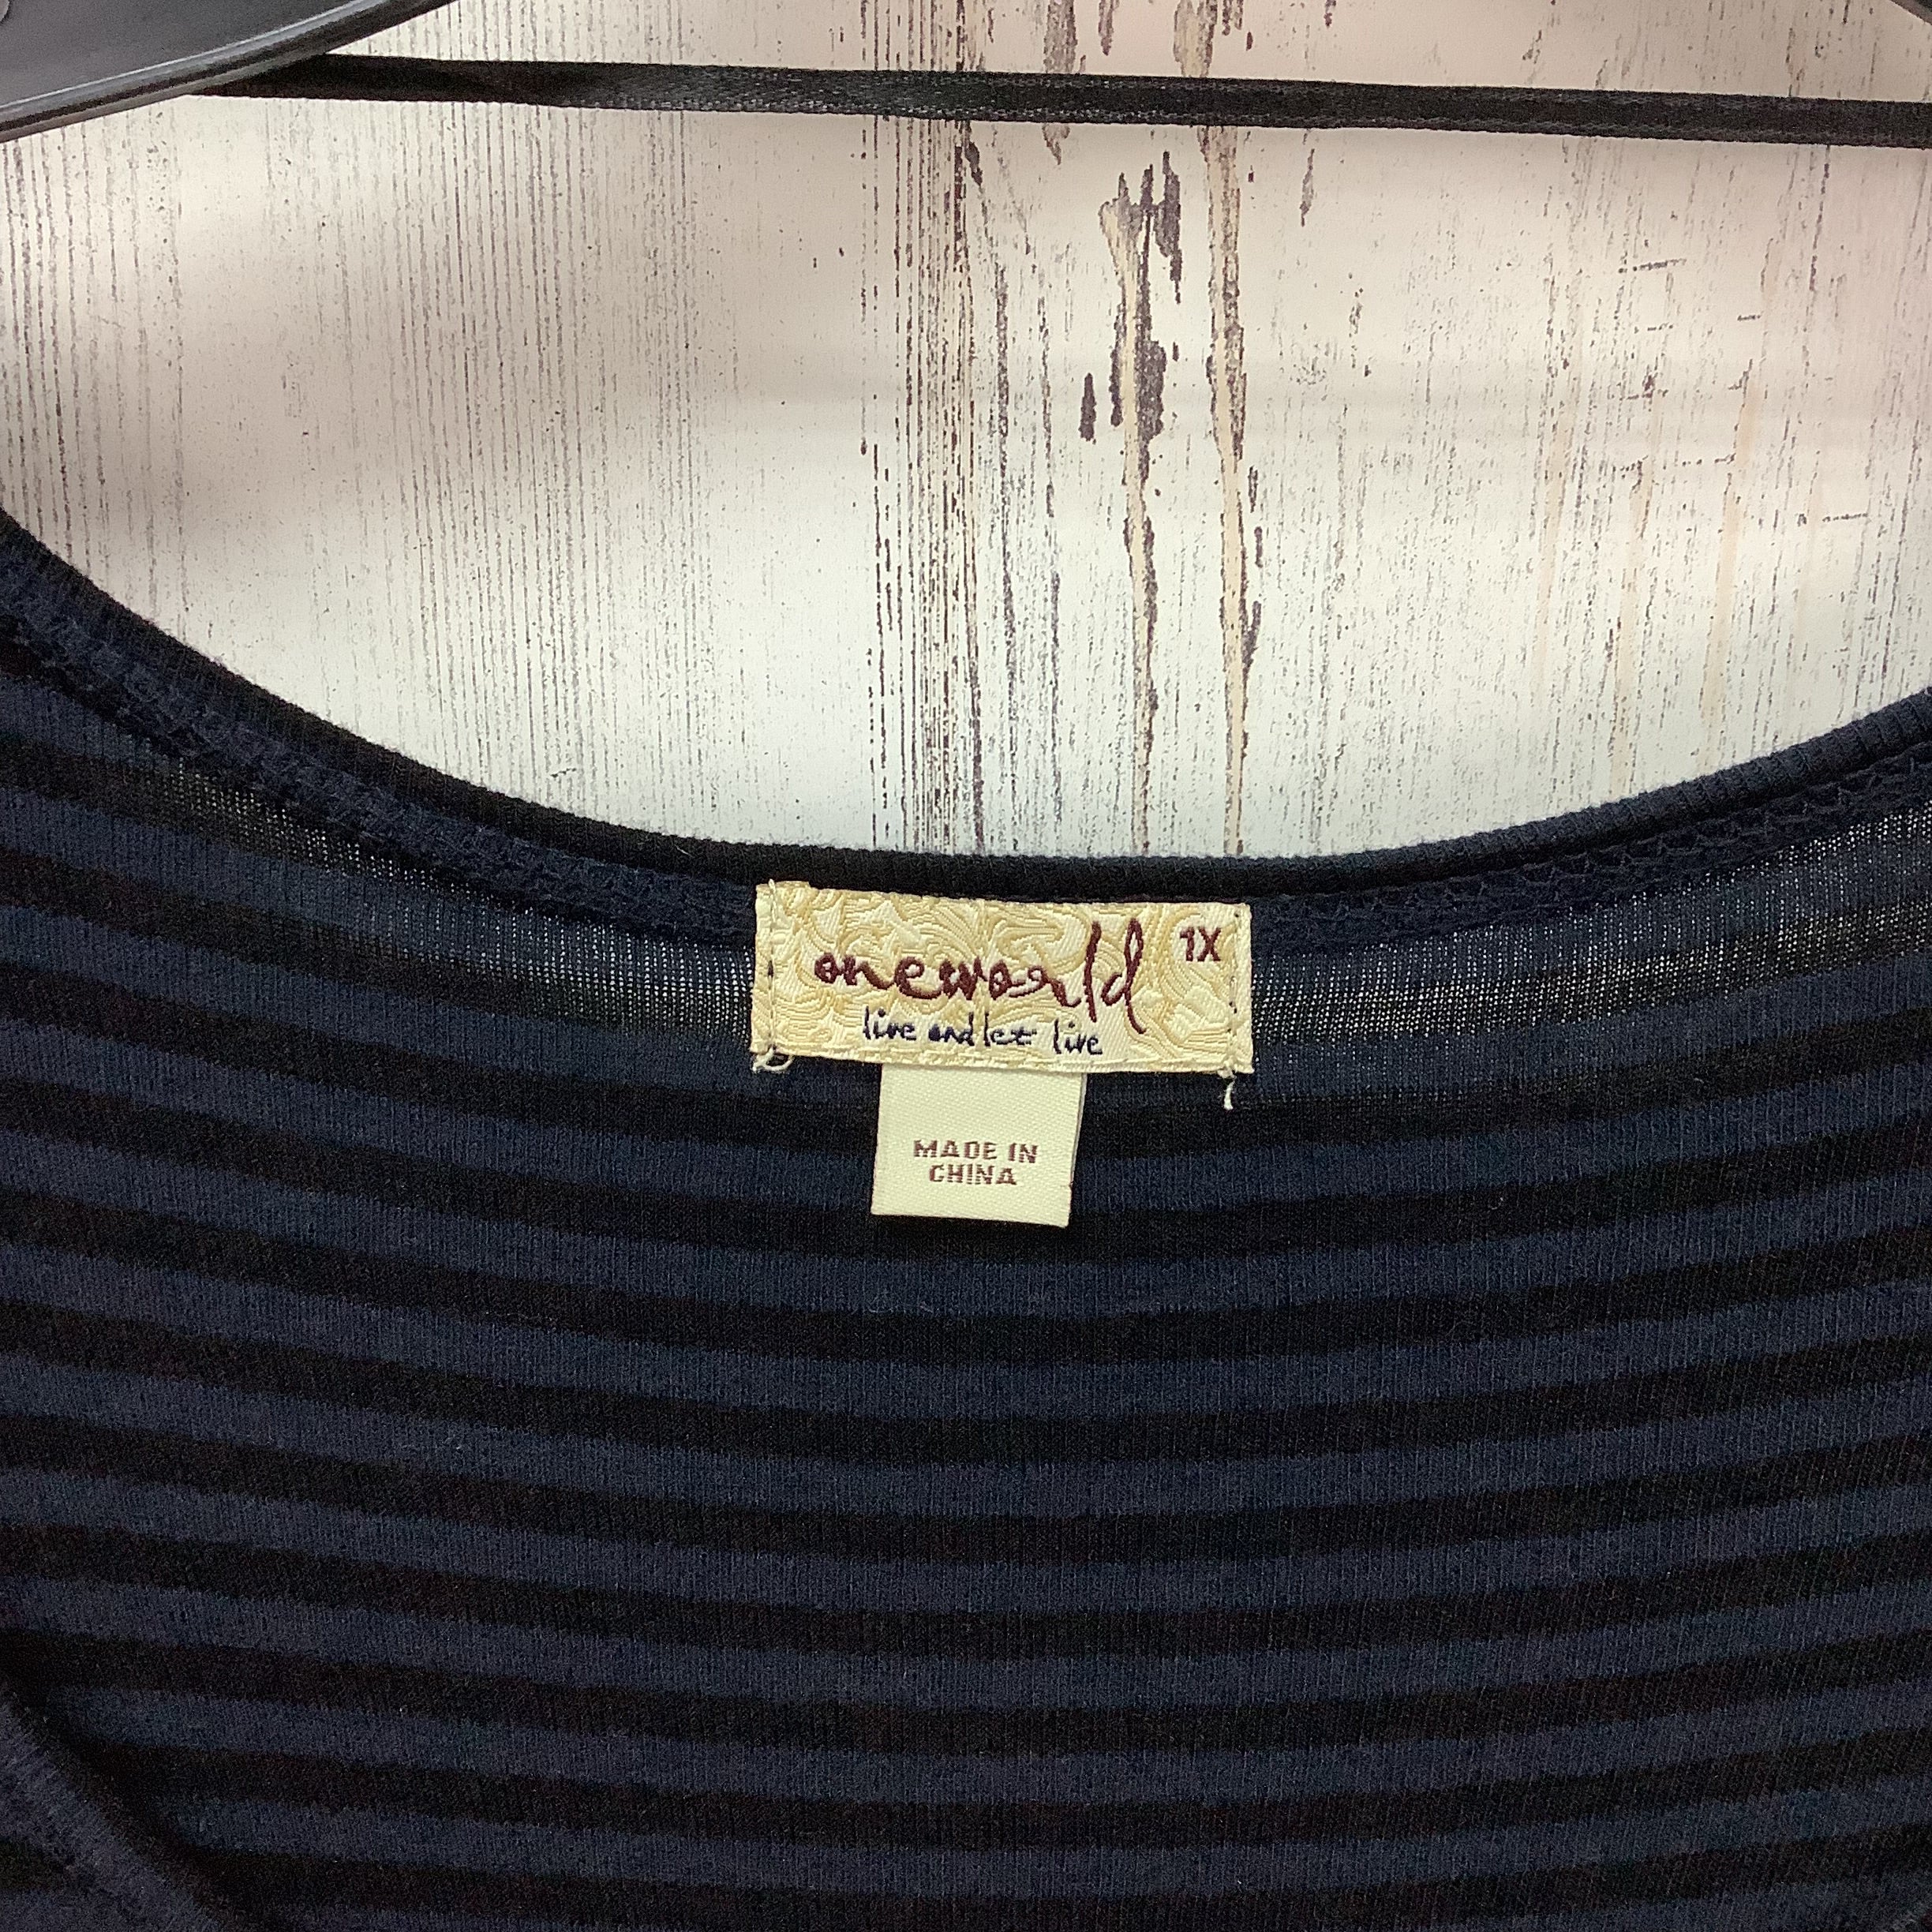 oneworld 1X
live and let live
MADE IN
CHINA